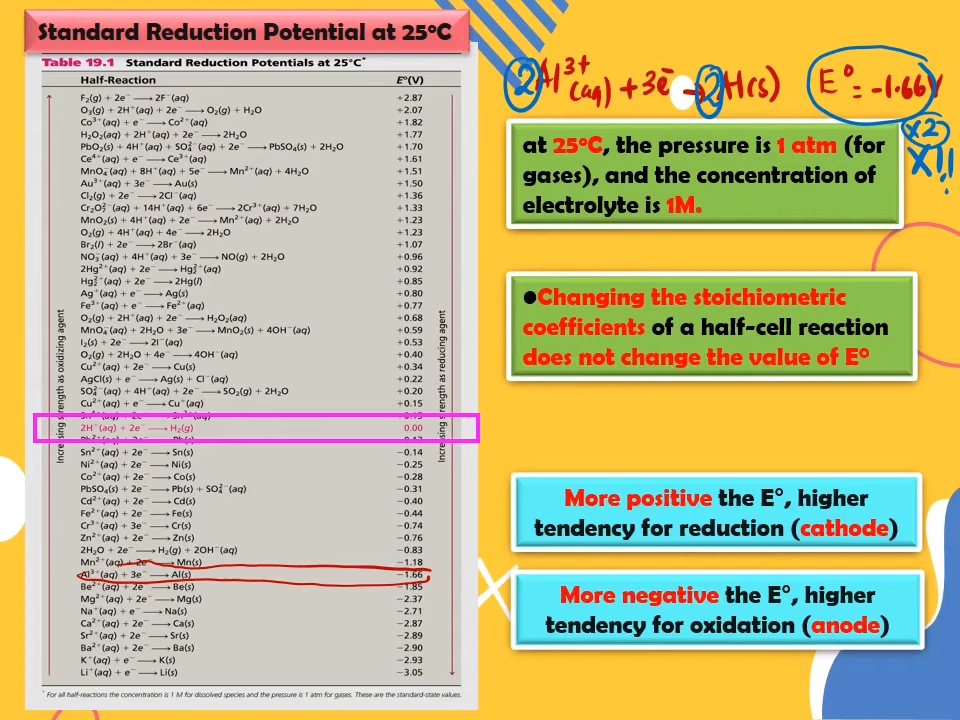 Standard Reduction Potential at 25°C
Table 19.1 Standard Reduction Potentials at 25°C*
Half-Reaction E°(V)
F₂(g) + 2e⁻ ⟶ 2F⁻(aq) +2.87
O₃(g) + 2H⁺(aq) + 2e⁻ ⟶ O₂(g) + H₂O +2.07
Co³⁺(aq) + e⁻ ⟶ Co²⁺(aq) +1.82
H₂O₂(aq) + 2H⁺(aq) + 2e⁻ ⟶ 2H₂O +1.77
PbO₂(s) + 4H⁺(aq) + SO₄²⁻(aq) + 2e⁻ ⟶ PbSO₄(s) + 2H₂O +1.70
Ce⁴⁺(aq) + e⁻ ⟶ Ce³⁺(aq) +1.61
MnO₄⁻(aq) + 8H⁺(aq) + 5e⁻ ⟶ Mn²⁺(aq) + 4H₂O +1.51
Au³⁺(aq) + 3e⁻ ⟶ Au(s) +1.50
Cl₂(g) + 2e⁻ ⟶ 2Cl⁻(aq) +1.36
Cr₂O₇²⁻(aq) + 14H⁺(aq) + 6e⁻ ⟶ 2Cr³⁺(aq) + 7H₂O +1.33
MnO₂(s) + 4H⁺(aq) + 2e⁻ ⟶ Mn²⁺(aq) + 2H₂O +1.23
O₂(g) + 4H⁺(aq) + 4e⁻ ⟶ 2H₂O +1.23
Br₂(l) + 2e⁻ ⟶ 2Br⁻(aq) +1.07
NO₃⁻(aq) + 4H⁺(aq) + 3e⁻ ⟶ NO(g) + 2H₂O +0.96
2Hg²⁺(aq) + 2e⁻ ⟶ Hg₂²⁺(aq) +0.92
Hg₂²⁺(aq) + 2e⁻ ⟶ 2Hg(l) +0.85
Ag⁺(aq) + e⁻ ⟶ Ag(s) +0.80
Fe³⁺(aq) + e⁻ ⟶ Fe²⁺(aq) +0.77
O₂(g) + 2H⁺(aq) + 2e⁻ ⟶ H₂O₂(aq) +0.68
MnO₄⁻(aq) + 2H₂O + 3e⁻ ⟶ MnO₂(s) + 4OH⁻(aq) +0.59
I₂(s) + 2e⁻ ⟶ 2I⁻(aq) +0.53
O₂(g) + 2H₂O + 4e⁻ ⟶ 4OH⁻(aq) +0.40
Cu²⁺(aq) + 2e⁻ ⟶ Cu(s) +0.34
AgCl(s) + e⁻ ⟶ Ag(s) + Cl⁻(aq) +0.22
SO₄²⁻(aq) + 4H⁺(aq) + 2e⁻ ⟶ SO₂(g) + 2H₂O +0.20
Cu²⁺(aq) + e⁻ ⟶ Cu⁺(aq) +0.15
Sn⁴⁺(aq) + 2e⁻ ⟶ Sn²⁺(aq) +0.13
2H⁺(aq) + 2e⁻ ⟶ H₂(g) 0.00
Pb²⁺(aq) + 2e⁻ ⟶ Pb(s) −0.13
Sn²⁺(aq) + 2e⁻ ⟶ Sn(s) −0.14
Ni²⁺(aq) + 2e⁻ ⟶ Ni(s) −0.25
Co²⁺(aq) + 2e⁻ ⟶ Co(s) −0.28
PbSO₄(s) + 2e⁻ ⟶ Pb(s) + SO₄²⁻(aq) −0.31
Cd²⁺(aq) + 2e⁻ ⟶ Cd(s) −0.40
Fe²⁺(aq) + 2e⁻ ⟶ Fe(s) −0.44
Cr³⁺(aq) + 3e⁻ ⟶ Cr(s) −0.74
Zn²⁺(aq) + 2e⁻ ⟶ Zn(s) −0.76
2H₂O + 2e⁻ ⟶ H₂(g) + 2OH⁻(aq) −0.83
Mn²⁺(aq) + 2e⁻ ⟶ Mn(s) −1.18
Al³⁺(aq) + 3e⁻ ⟶ Al(s) −1.66
Be²⁺(aq) + 2e⁻ ⟶ Be(s) −1.85
Mg²⁺(aq) + 2e⁻ ⟶ Mg(s) −2.37
Na⁺(aq) + e⁻ ⟶ Na(s) −2.71
Ca²⁺(aq) + 2e⁻ ⟶ Ca(s) −2.87
Sr²⁺(aq) + 2e⁻ ⟶ Sr(s) −2.89
Ba²⁺(aq) + 2e⁻ ⟶ Ba(s) −2.90
K⁺(aq) + e⁻ ⟶ K(s) −2.93
Li⁺(aq) + e⁻ ⟶ Li(s) −3.05
Increasing strength as oxidizing agent
Increasing strength as reducing agent
* For all half-reactions the concentration is 1 M for dissolved species and the pressure is 1 atm for gases. These are the standard-state values.
2Al³⁺(aq) + 3e⁻ → 2Al(s) E° = -1.66V
x2
X!!
at 25°C, the pressure is 1 atm (for
gases), and the concentration of
electrolyte is 1M.
●Changing the stoichiometric
coefficients of a half-cell reaction
does not change the value of E°
More positive the E°, higher
tendency for reduction (cathode)
More negative the E°, higher
tendency for oxidation (anode)